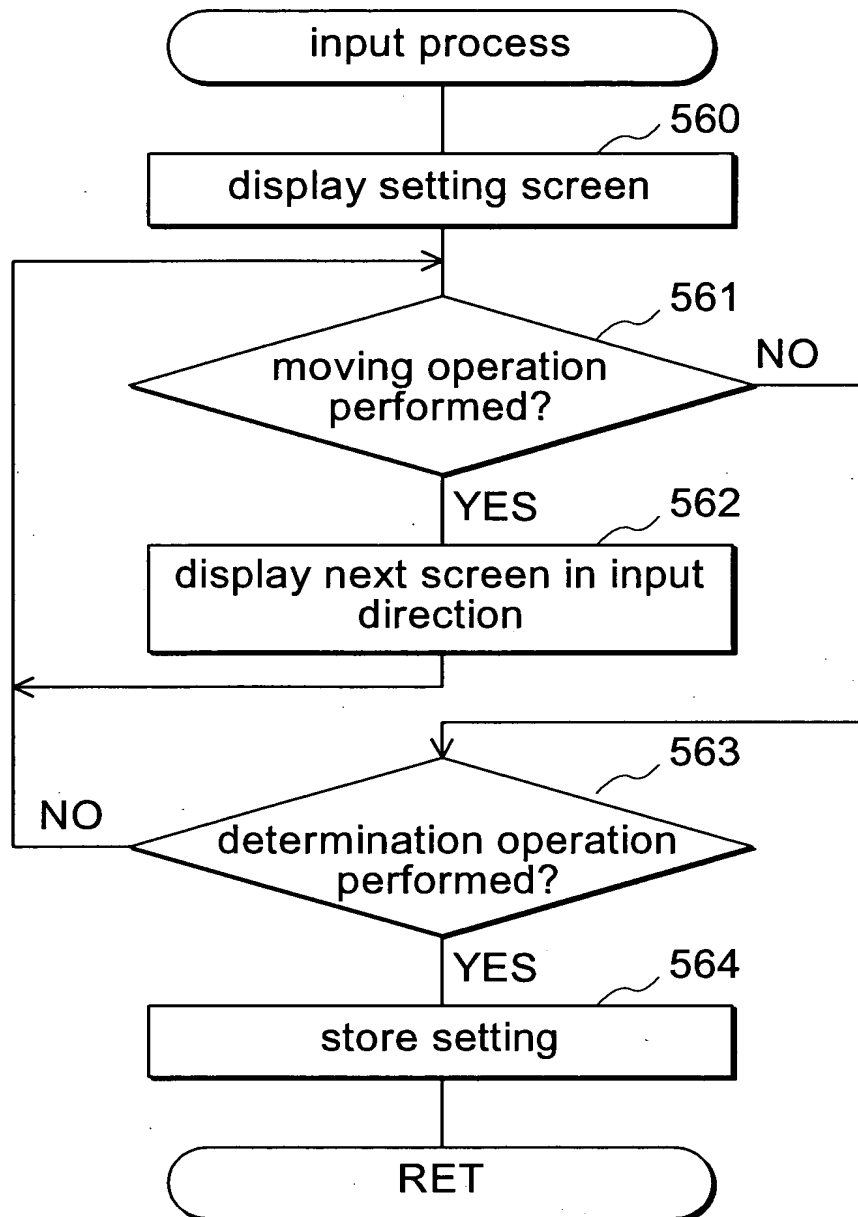 input process
560
display setting screen
561
NO
moving operation
performed?
YES
562
display next screen in input
direction
563
NO
determination operation
performed?
YES
564
store setting
RET